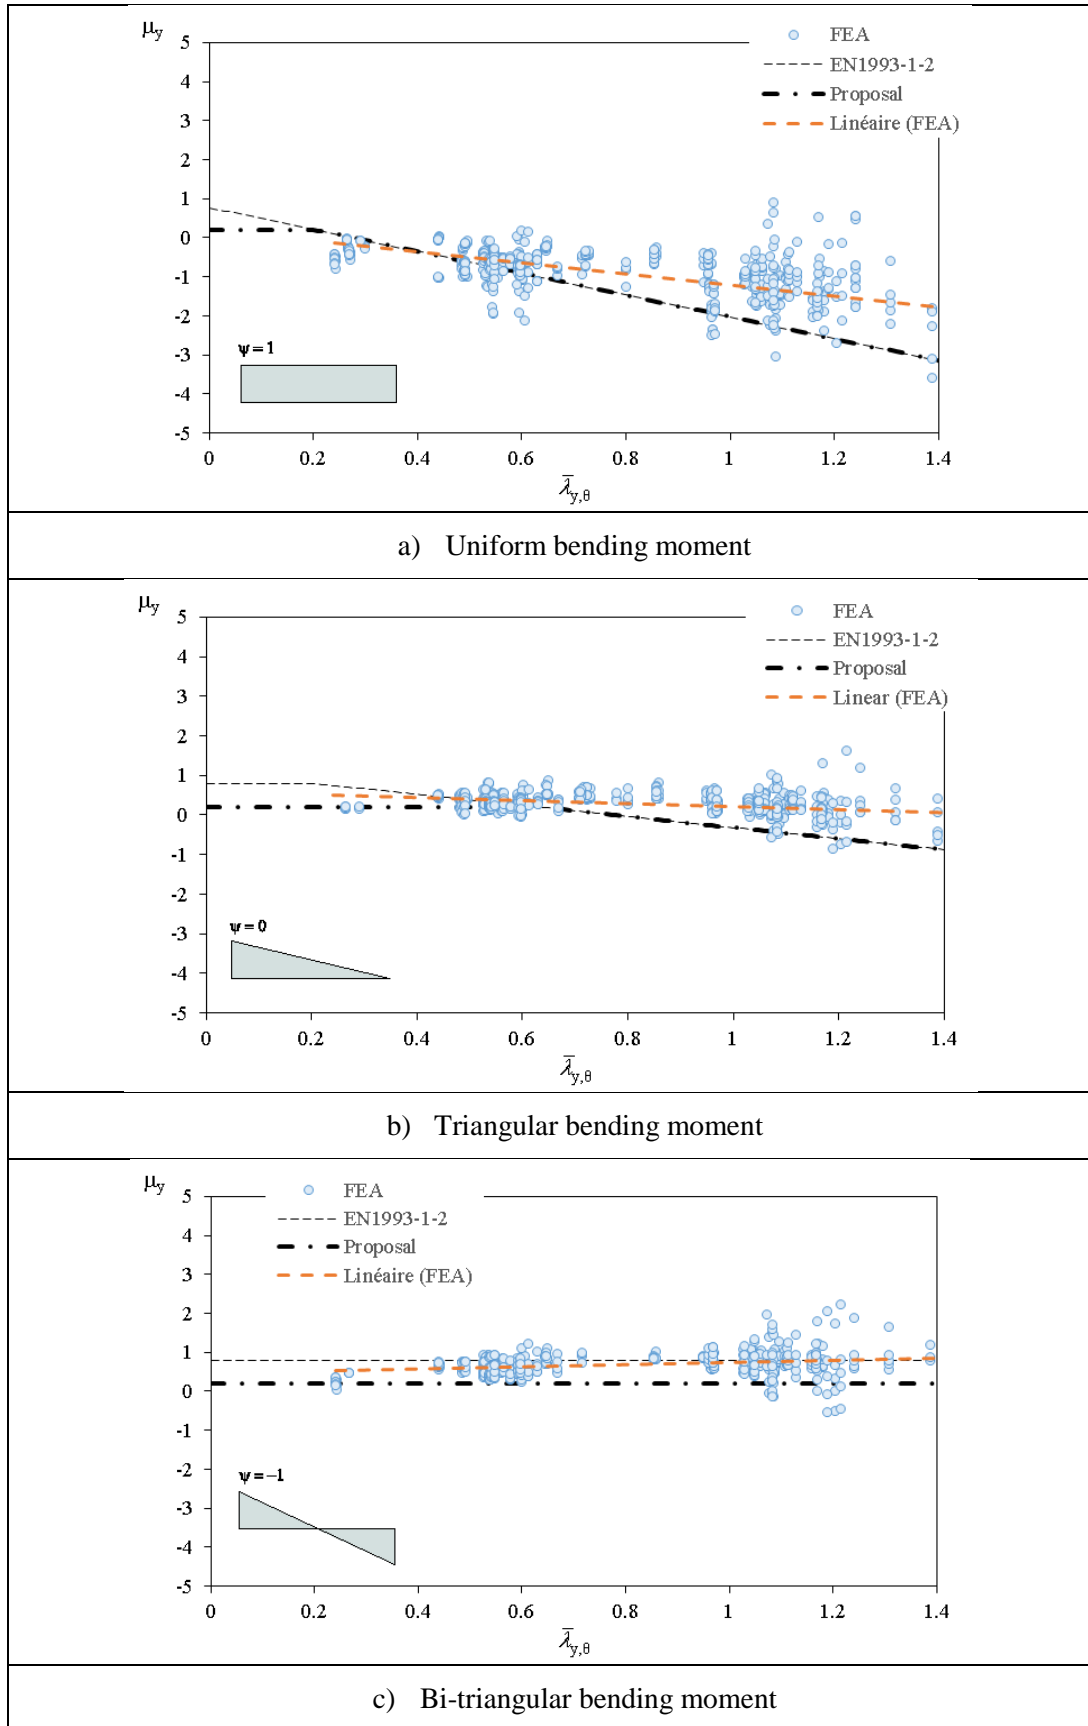 μy
5
4
3
2
1
0
-1
-2
-3
-4
-5
0
0.2
0.4
0.6
0.8
1
1.2
1.4
λ̅y,θ
FEA
EN1993-1-2
Proposal
Linéaire (FEA)
ψ = 1
a) Uniform bending moment
μy
5
4
3
2
1
0
-1
-2
-3
-4
-5
0
0.2
0.4
0.6
0.8
1
1.2
1.4
λ̅y,θ
FEA
EN1993-1-2
Proposal
Linear (FEA)
ψ = 0
b) Triangular bending moment
μy
5
4
3
2
1
0
-1
-2
-3
-4
-5
0
0.2
0.4
0.6
0.8
1
1.2
1.4
λ̅y,θ
FEA
EN1993-1-2
Proposal
Linéaire (FEA)
ψ = −1
c) Bi-triangular bending moment